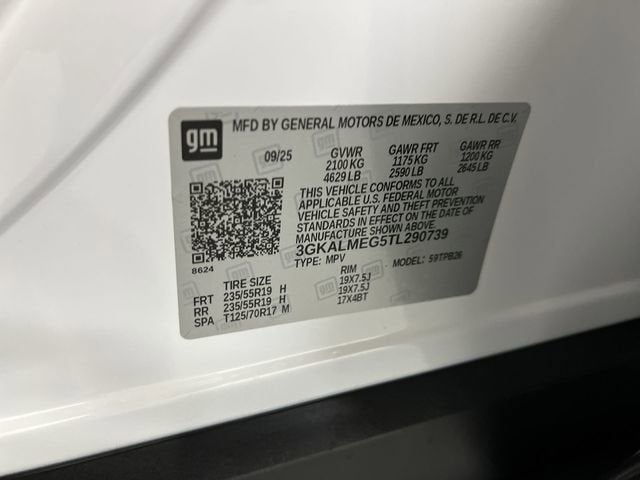 gm
MFD BY GENERAL MOTORS DE MEXICO, S. DE R.L. DE C.V.
09/25 GVWR GAWR FRT GAWR RR
2100 KG 1175 KG 1200 KG
4629 LB 2590 LB 2645 LB
THIS VEHICLE CONFORMS TO ALL
APPLICABLE U.S. FEDERAL MOTOR
VEHICLE SAFETY AND THEFT PREVENTION
STANDARDS IN EFFECT ON THE DATE OF
MANUFACTURE SHOWN ABOVE.
3GKALMEG5TL290739
8624
TYPE: MPV MODEL: 59TPB26
TIRE SIZE RIM
FRT 235/55R19 H 19X7.5J
RR 235/55R19 H 19X7.5J
SPA T125/70R17 M 17X4BT